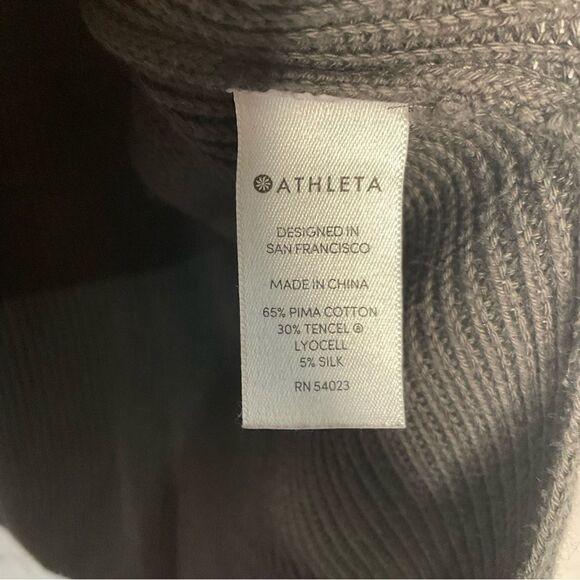 ATHLETA
DESIGNED IN
SAN FRANCISCO
MADE IN CHINA
65% PIMA COTTON
30% TENCEL ®
LYOCELL
5% SILK
RN 54023